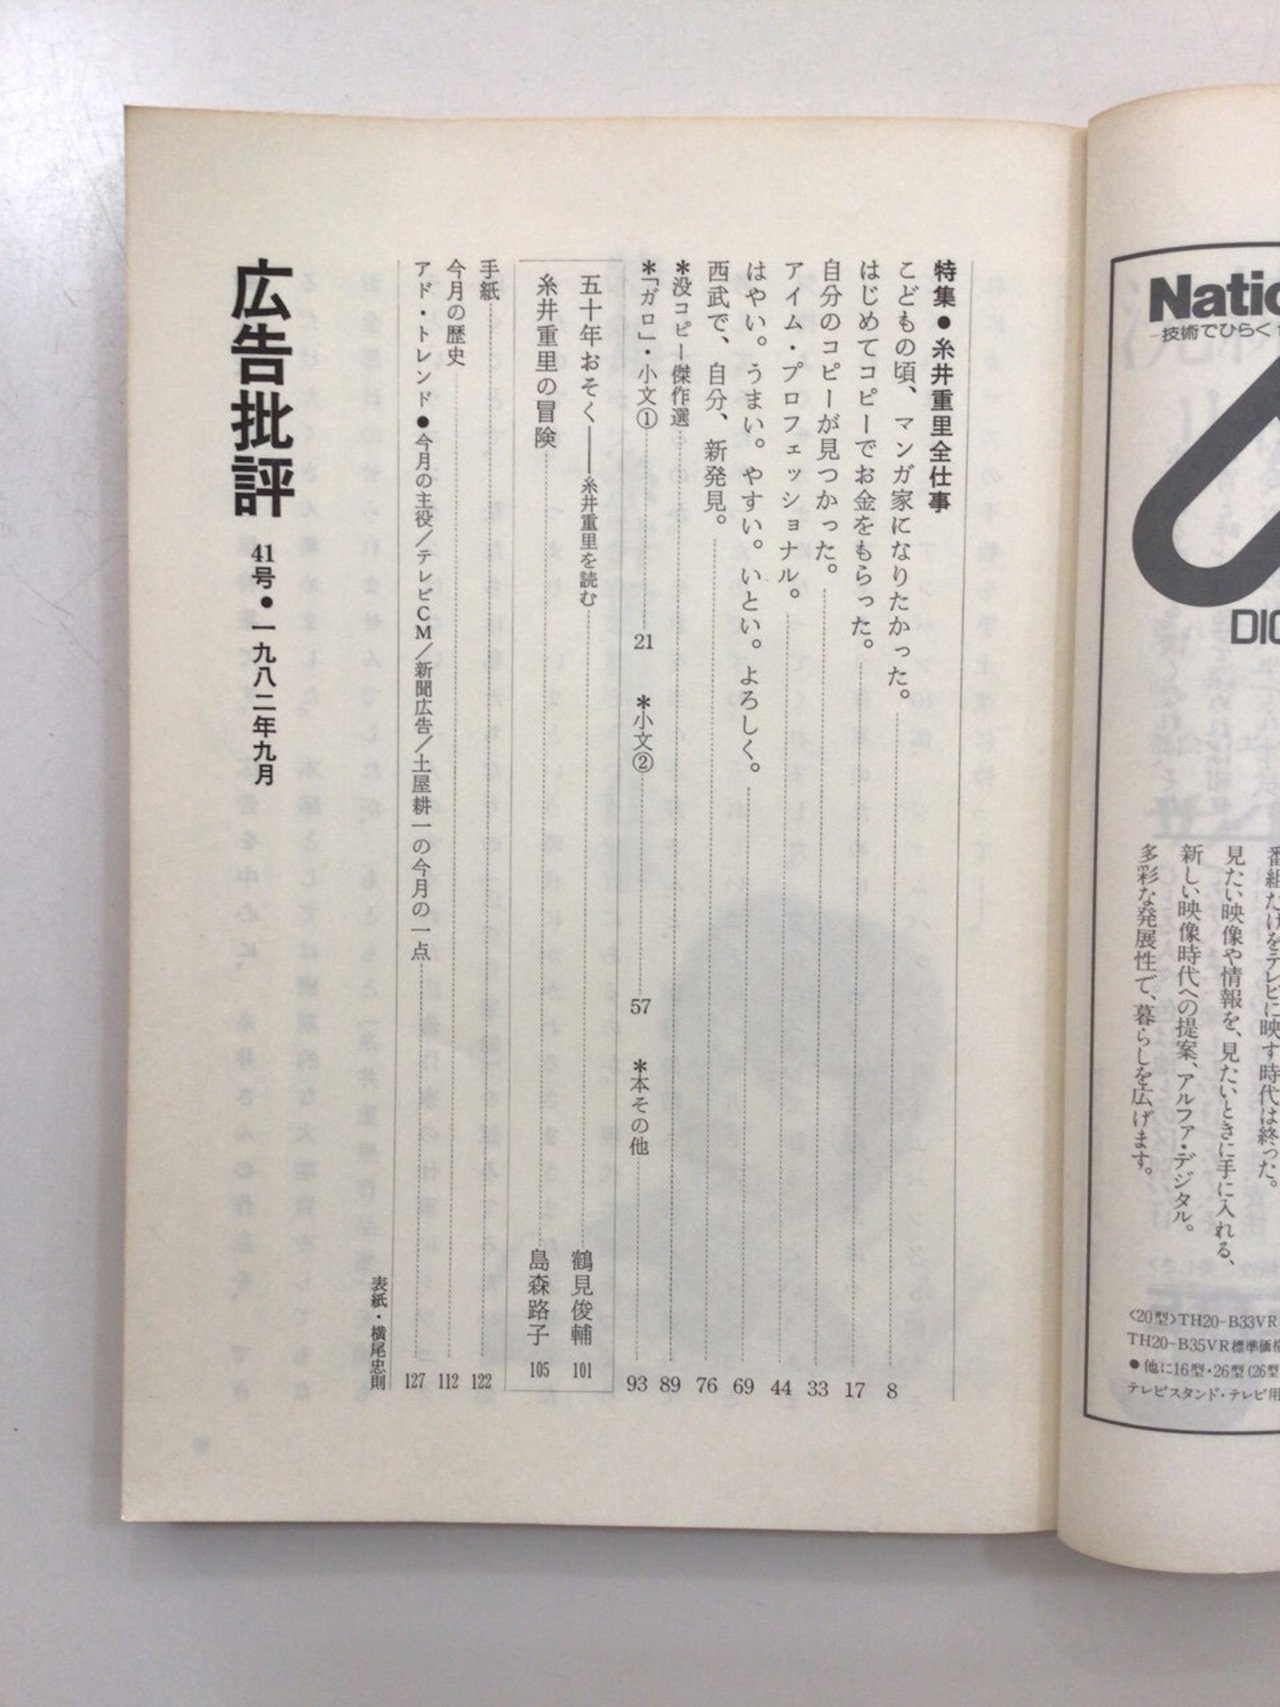 Natio
技術でひらく
DIG
番組だけをテレビに映す時代は終った。
見たい映像や情報を、見たいときに手に入れる、
新しい映像時代への提案、アルファ・デジタル。
多彩な発展性で、暮らしを広げます。
〈20型〉TH20-B33VR
TH20-B35VR標準価格
●他に16型・26型(26型
テレビスタンド・テレビ用
特集●糸井重里全仕事
こどもの頃、マンガ家になりたかった。 8
はじめてコピーでお金をもらった。 17
自分のコピーが見つかった。 33
アイム・プロフェッショナル。 44
はやい。うまい。やすい。いとい。よろしく。 69
西武で、自分、新発見。 76
*没コピー傑作選 89
*「ガロ」・小文① 21 *小文② 57 *本その他 93
五十年おそく——糸井重里を読む 鶴見俊輔 101
糸井重里の冒険 島森路子 105
手紙 122
今月の歴史 112
アド・トレンド●今月の主役/テレビCM/新聞広告/土屋耕一の今月の一点 127
表紙・横尾忠則
広告批評 41号●一九八二年九月